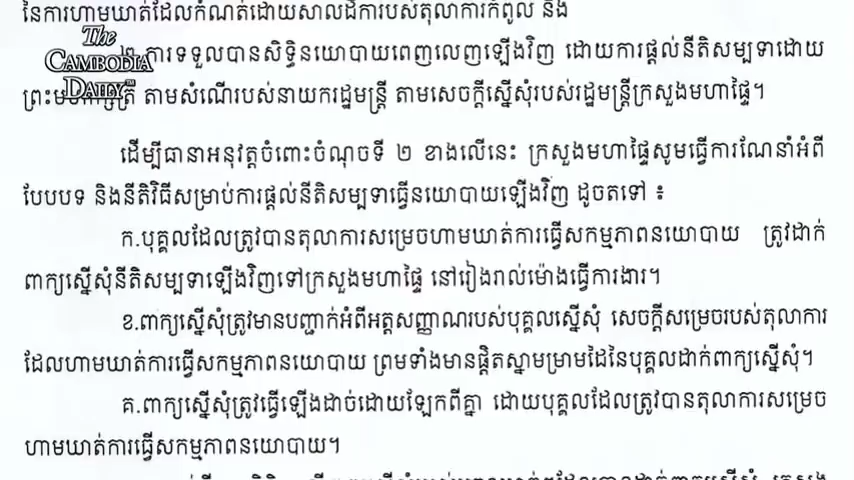 នៃការហាមឃាត់ដែលកំណត់ដោយសាលដីការបស់តុលាការកំពូល និង
The
CAMBODIA
DAILY™
២.ការទទួលបានសិទ្ធិនយោបាយពេញលេញឡើងវិញ ដោយការផ្តល់នីតិសម្បទាដោយ
ព្រះមហាក្សត្រ តាមសំណើរបស់នាយករដ្ឋមន្ត្រី តាមសេចក្តីស្នើសុំរបស់រដ្ឋមន្ត្រីក្រសួងមហាផ្ទៃ។
ដើម្បីធានាអនុវត្តចំពោះចំណុចទី ២ ខាងលើនេះ ក្រសួងមហាផ្ទៃសូមធ្វើការណែនាំអំពី
បែបបទ និងនីតិវិធីសម្រាប់ការផ្តល់នីតិសម្បទាធ្វើនយោបាយឡើងវិញ ដូចតទៅ ៖
ក.បុគ្គលដែលត្រូវបានតុលាការសម្រេចហាមឃាត់ការធ្វើសកម្មភាពនយោបាយ ត្រូវដាក់
ពាក្យស្នើសុំនីតិសម្បទាឡើងវិញទៅក្រសួងមហាផ្ទៃ នៅរៀងរាល់ម៉ោងធ្វើការងារ។
ខ.ពាក្យស្នើសុំត្រូវមានបញ្ជាក់អំពីអត្តសញ្ញាណរបស់បុគ្គលស្នើសុំ សេចក្តីសម្រេចរបស់តុលាការ
ដែលហាមឃាត់ការធ្វើសកម្មភាពនយោបាយ ព្រមទាំងមានផ្តិតស្នាមម្រាមដៃនៃបុគ្គលដាក់ពាក្យស្នើសុំ។
គ.ពាក្យស្នើសុំត្រូវធ្វើឡើងដាច់ដោយឡែកពីគ្នា ដោយបុគ្គលដែលត្រូវបានតុលាការសម្រេច
ហាមឃាត់ការធ្វើសកម្មភាពនយោបាយ។